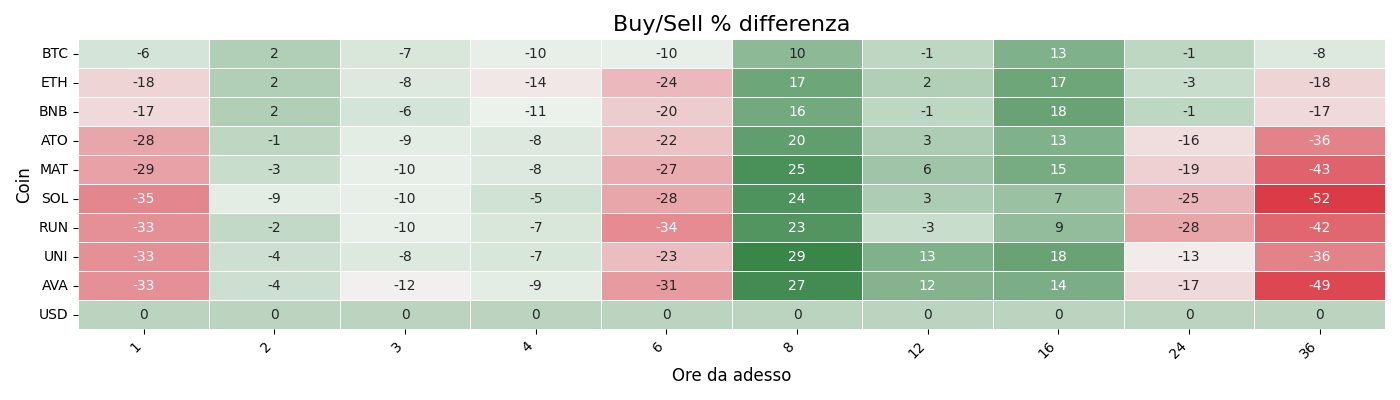 Buy/Sell % differenza
Coin
BTC -6 2 -7 -10 -10 10 -1 13 -1 -8
ETH -18 2 -8 -14 -24 17 2 17 -3 -18
BNB -17 2 -6 -11 -20 16 -1 18 -1 -17
ATO -28 -1 -9 -8 -22 20 3 13 -16 -36
MAT -29 -3 -10 -8 -27 25 6 15 -19 -43
SOL -35 -9 -10 -5 -28 24 3 7 -25 -52
RUN -33 -2 -10 -7 -34 23 -3 9 -28 -42
UNI -33 -4 -8 -7 -23 29 13 18 -13 -36
AVA -33 -4 -12 -9 -31 27 12 14 -17 -49
USD 0 0 0 0 0 0 0 0 0 0
1 2 3 4 6 8 12 16 24 36
Ore da adesso